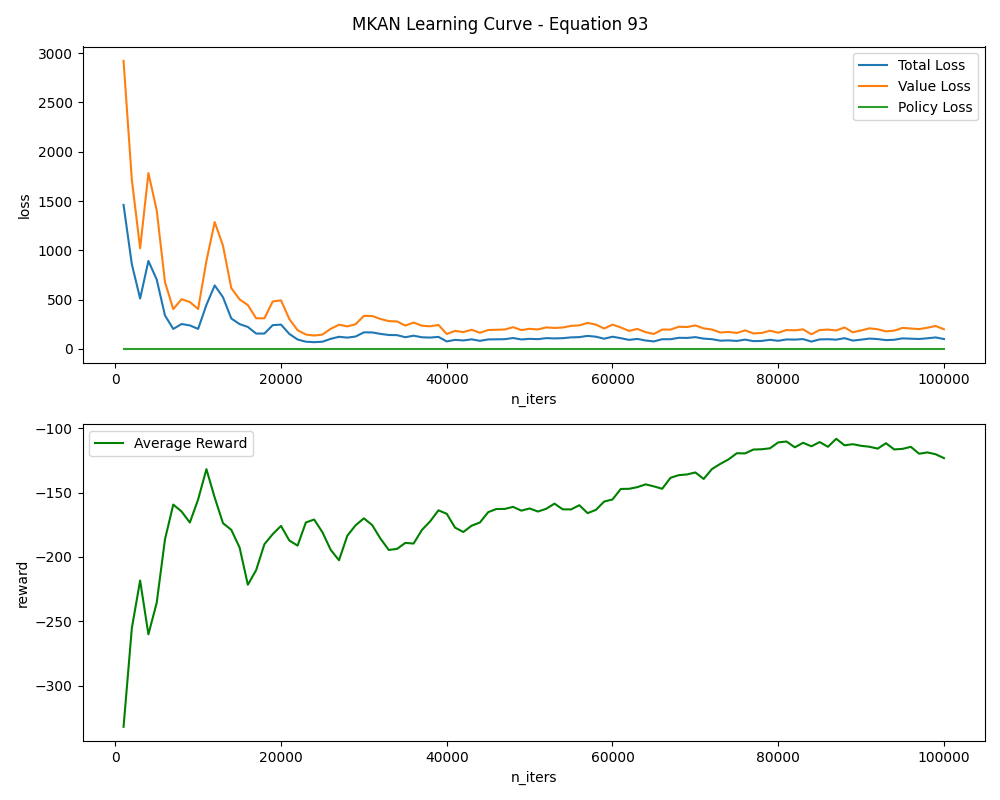 MKAN Learning Curve - Equation 93
3000
2500
2000
1500
1000
500
0
loss
Total Loss
Value Loss
Policy Loss
0 20000 40000 60000 80000 100000
n_iters
−100
−150
−200
−250
−300
reward
Average Reward
0 20000 40000 60000 80000 100000
n_iters